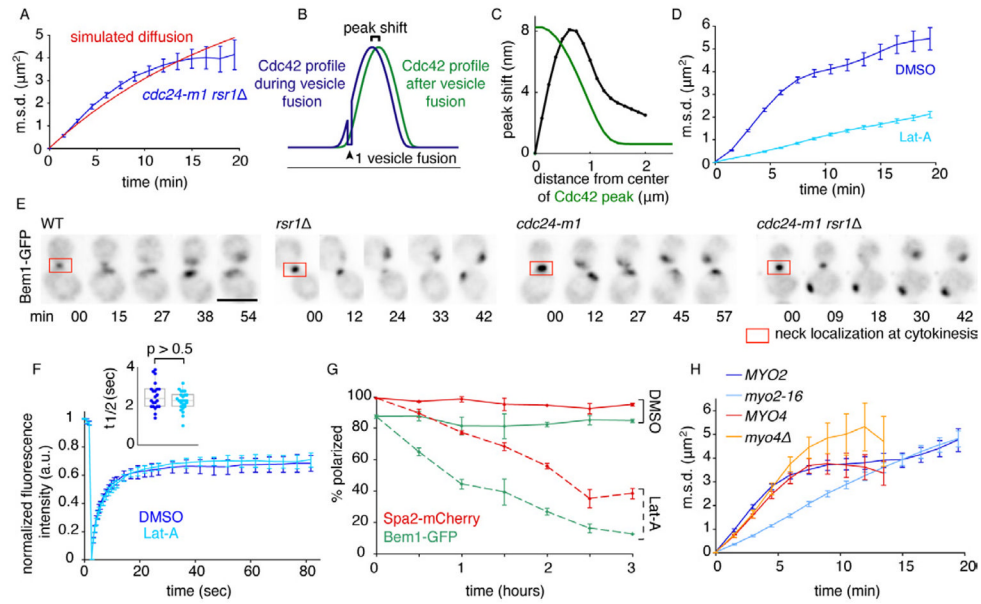 A
simulated diffusion
cdc24-m1 rsr1Δ
m.s.d. (μm²)
5
4
3
2
1
0
0 5 10 15 20
time (min)
B
peak shift
Cdc42 profile
during vesicle
fusion
Cdc42 profile
after vesicle
fusion
1 vesicle fusion
C
peak shift (nm)
8
4
0
0 1 2
distance from center
of Cdc42 peak (μm)
D
m.s.d. (μm²)
6
5
4
3
2
1
0
DMSO
Lat-A
0 5 10 15 20
time (min)
E
WT
rsr1Δ
cdc24-m1
cdc24-m1 rsr1Δ
Bem1-GFP
min 00 15 27 38 54
00 12 24 33 42
00 12 27 45 57
00 09 18 30 42
neck localization at cytokinesis
F
p > 0.5
t 1/2 (sec)
4
2
0
normalized fluorescence
intensity (a.u.)
1
0.8
0.6
0.4
0.2
0
DMSO
Lat-A
0 20 40 60 80
time (sec)
G
% polarized
100
80
60
40
20
0
DMSO
Lat-A
Spa2-mCherry
Bem1-GFP
0 1 2 3
time (hours)
H
MYO2
myo2-16
MYO4
myo4Δ
m.s.d. (μm²)
6
5
4
3
2
1
0
0 5 10 15 20
time (min)